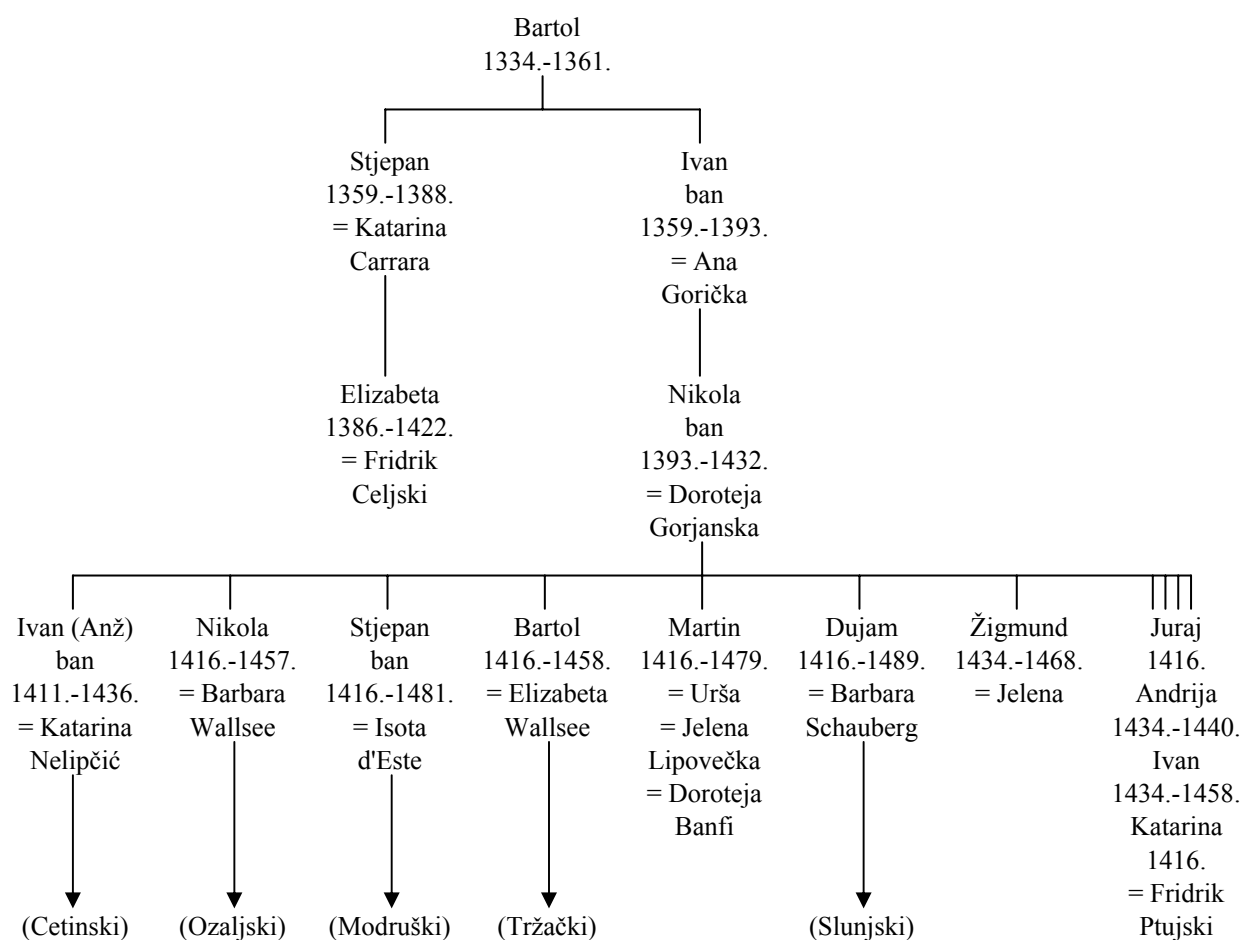 Bartol
1334.-1361.
Stjepan
1359.-1388.
= Katarina
Carrara
Ivan
ban
1359.-1393.
= Ana
Gorička
Elizabeta
1386.-1422.
= Fridrik
Celjski
Nikola
ban
1393.-1432.
= Doroteja
Gorjanska
Ivan (Anž)
ban
1411.-1436.
= Katarina
Nelipčić
(Cetinski)
Nikola
1416.-1457.
= Barbara
Wallsee
(Ozaljski)
Stjepan
ban
1416.-1481.
= Isota
d'Este
(Modruški)
Bartol
1416.-1458.
= Elizabeta
Wallsee
(Tržački)
Martin
1416.-1479.
= Urša
= Jelena
Lipovečka
= Doroteja
Banfi
Dujam
1416.-1489.
= Barbara
Schauberg
(Slunjski)
Žigmund
1434.-1468.
= Jelena
Juraj
1416.
Andrija
1434.-1440.
Ivan
1434.-1458.
Katarina
1416.
= Fridrik
Ptujski